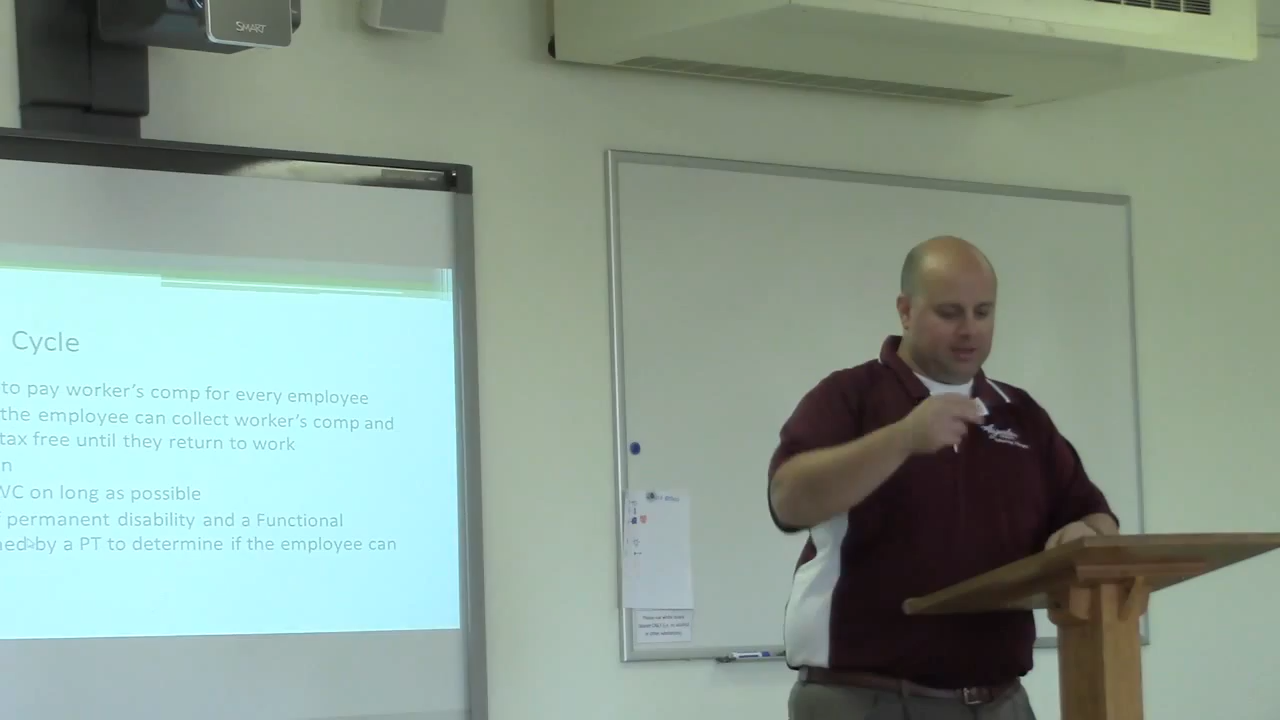 SMART
Cycle
to pay worker's comp for every employee
the employee can collect worker's comp and
tax free until they return to work
n
WC on long as possible
f permanent disability and a Functional
ned by a PT to determine if the employee can